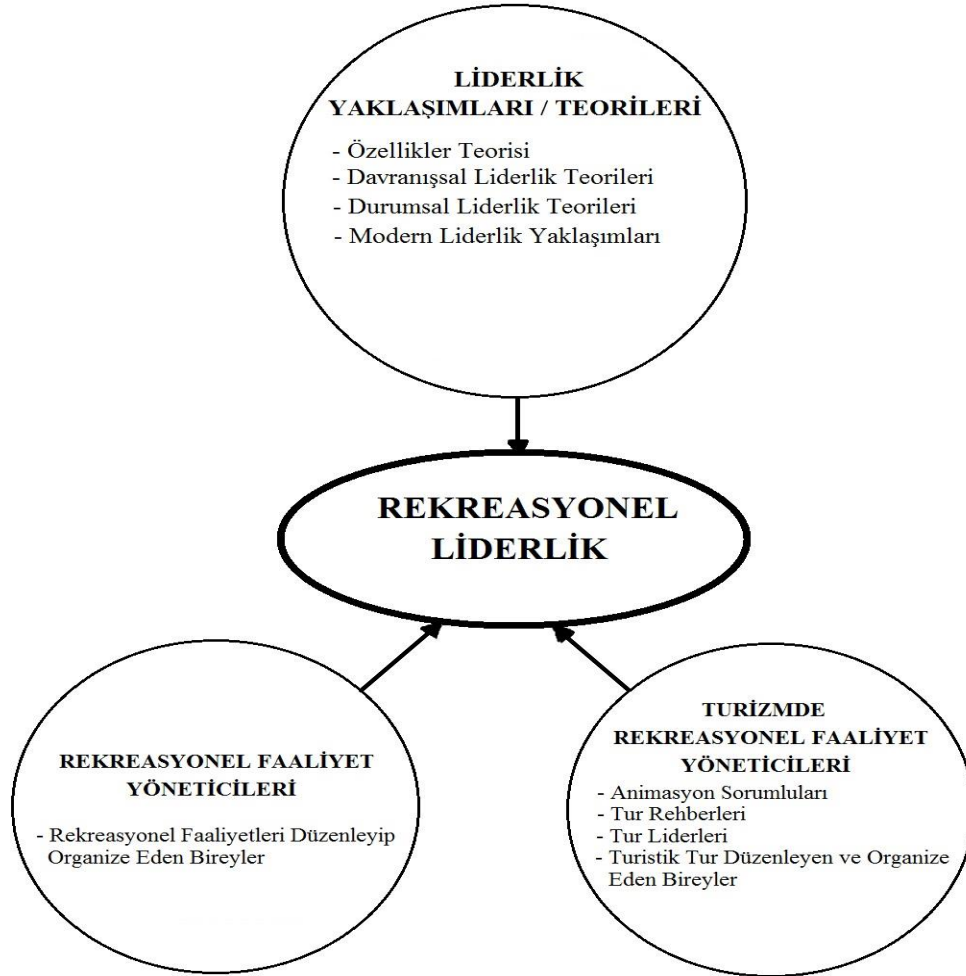 LİDERLİK
YAKLAŞIMLARI / TEORİLERİ
- Özellikler Teorisi
- Davranışsal Liderlik Teorileri
- Durumsal Liderlik Teorileri
- Modern Liderlik Yaklaşımları
REKREASYONEL
LİDERLİK
REKREASYONEL FAALİYET
YÖNETİCİLERİ
- Rekreasyonel Faaliyetleri Düzenleyip
Organize Eden Bireyler
TURİZMDE
REKREASYONEL FAALİYET
YÖNETİCİLERİ
- Animasyon Sorumluları
- Tur Rehberleri
- Tur Liderleri
- Turistik Tur Düzenleyen ve Organize
Eden Bireyler